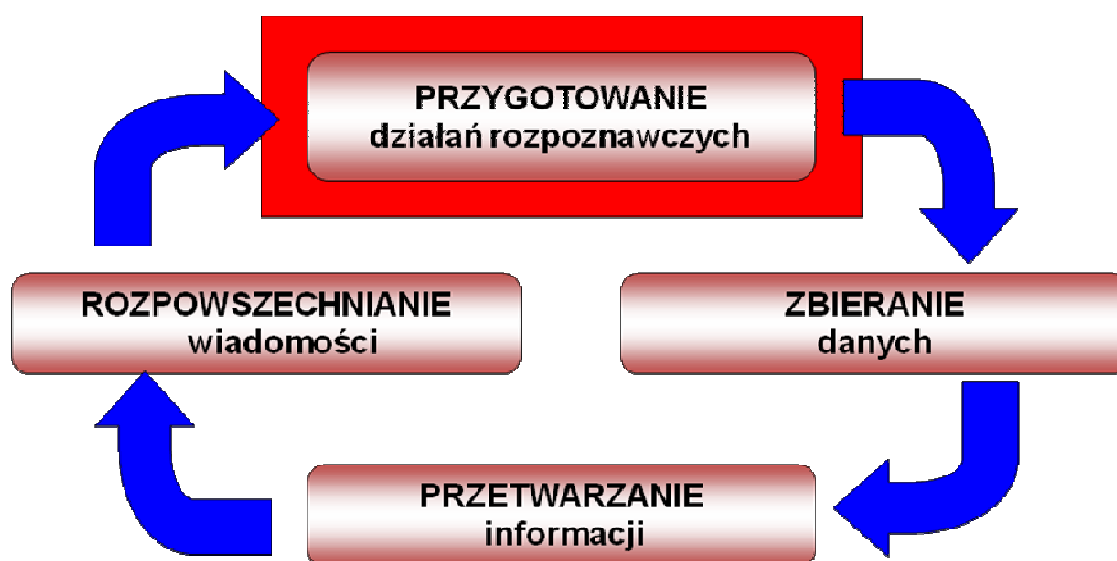 PRZYGOTOWANIE
działań rozpoznawczych
ROZPOWSZECHNIANIE
wiadomości
ZBIERANIE
danych
PRZETWARZANIE
informacji